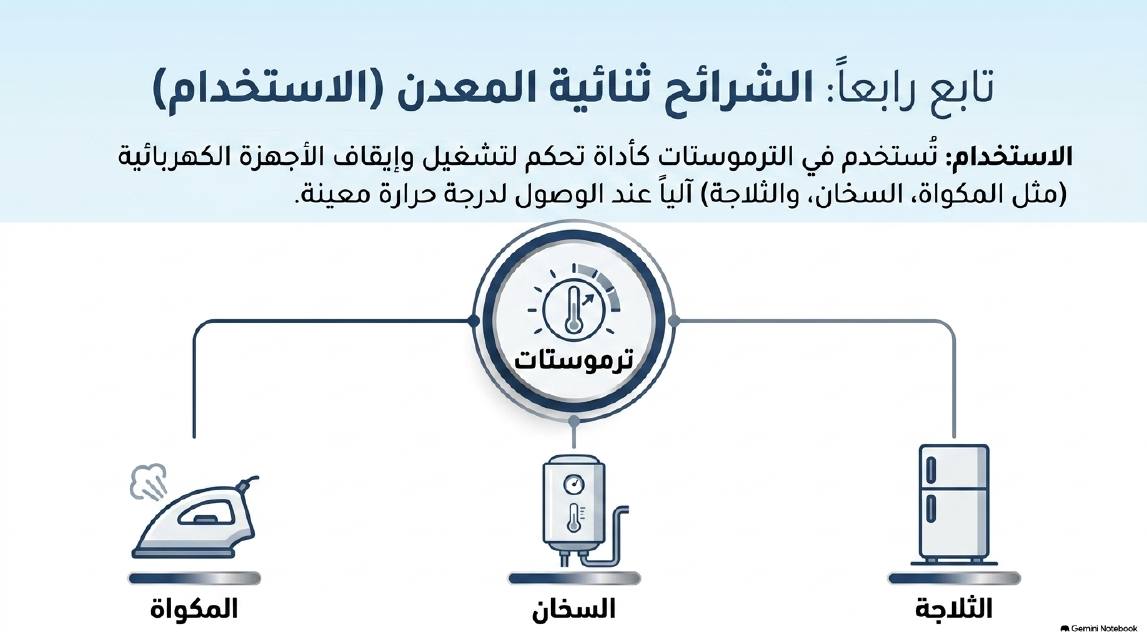 تابع رابعاً: الشرائح ثنائية المعدن (الاستخدام)
الاستخدام: تُستخدم في الترموستات كأداة تحكم لتشغيل وإيقاف الأجهزة الكهربائية
(مثل المكواة، السخان، والثلاجة) آلياً عند الوصول لدرجة حرارة معينة.
ترموستات
الثلاجة
السخان
المكواة
Gemini Notebook